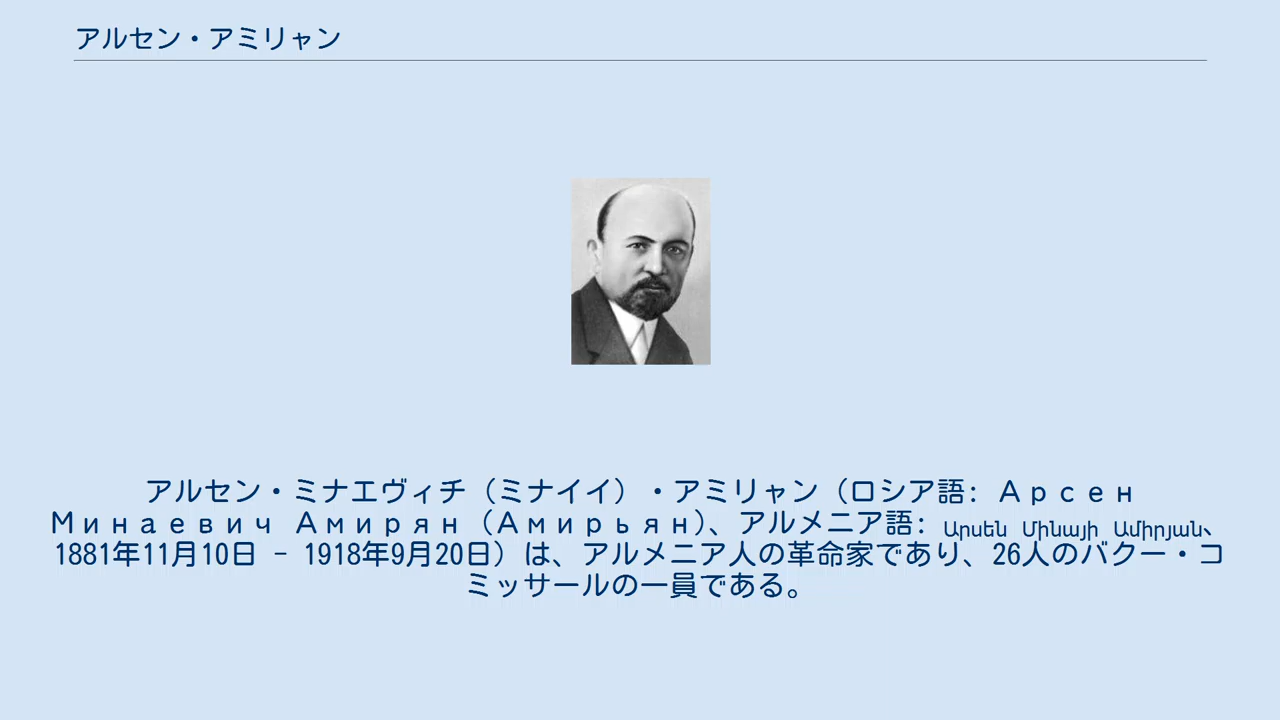 アルセン・アミリャン
アルセン・ミナエヴィチ（ミナイイ）・アミリャン（ロシア語: Арсен
Минаевич Амирян (Амирьян)、アルメニア語: Արսեն Մինայի Ամիրյան、
1881年11月10日 - 1918年9月20日）は、アルメニア人の革命家であり、26人のバクー・コ
ミッサールの一員である。